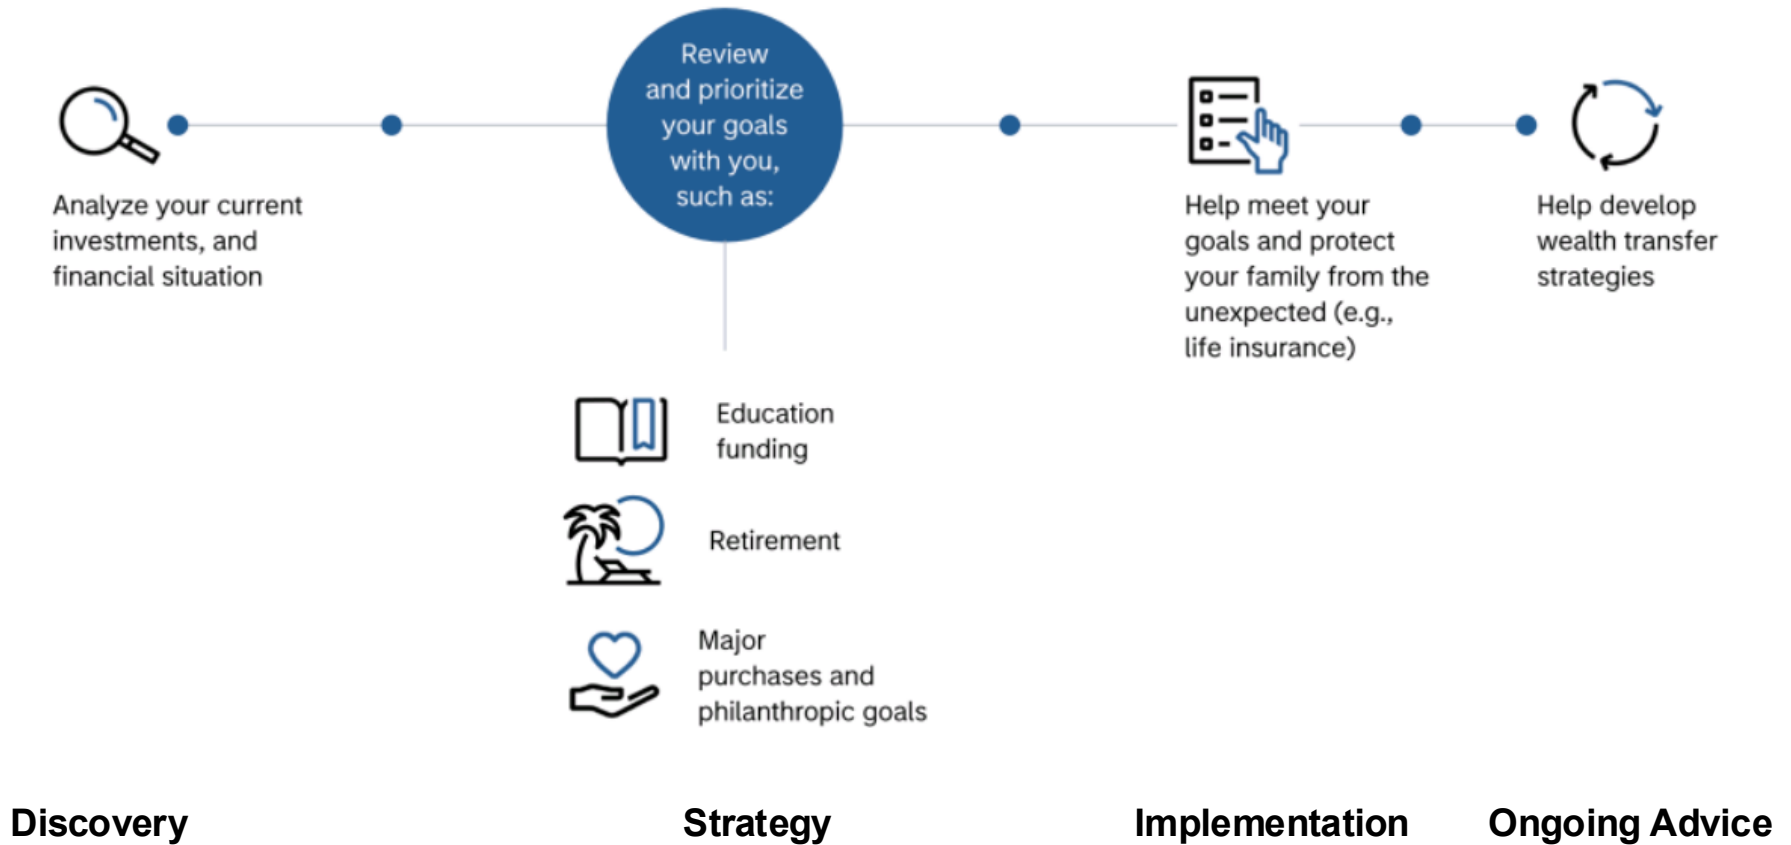 Review
and prioritize
your goals
with you,
such as:
Analyze your current
investments, and
financial situation
Help meet your
goals and protect
your family from the
unexpected (e.g.,
life insurance)
Help develop
wealth transfer
strategies
Education
funding
Retirement
Major
purchases and
philanthropic goals
Discovery
Strategy
Implementation
Ongoing Advice